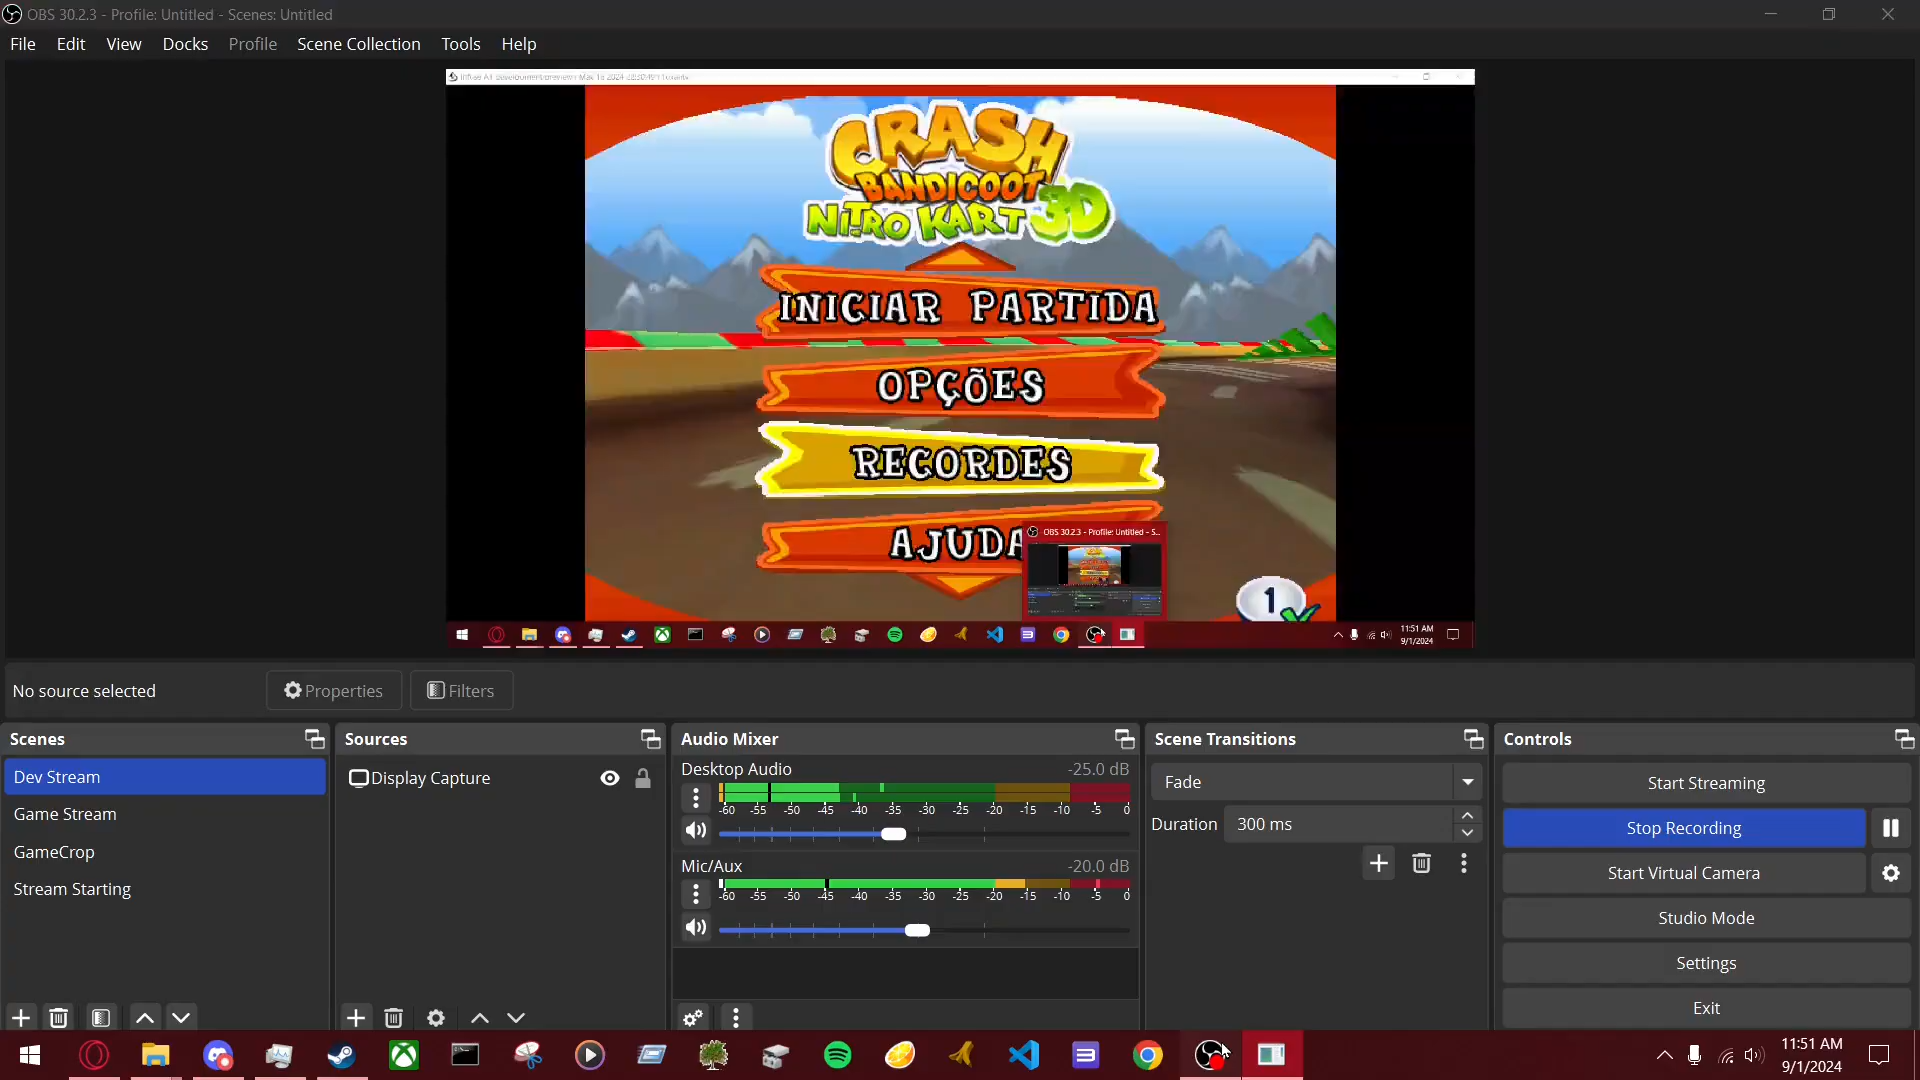 OBS 30.2.3 - Profile: Untitled - Scenes: Untitled
File Edit View Docks Profile Scene Collection Tools Help
CRASH
BANDICOOT
NITRO KART 3D
INICIAR PARTIDA
OPÇÕES
RECORDES
AJUDA
OBS 30.2.3 - Profile: Untitled - S...
1
11:51 AM
9/1/2024
No source selected
Properties
Filters
Scenes
Dev Stream
Game Stream
GameCrop
Stream Starting
Sources
Display Capture
Audio Mixer
Desktop Audio -25.0 dB
-60 -55 -50 -45 -40 -35 -30 -25 -20 -15 -10 -5 0
Mic/Aux -20.0 dB
-60 -55 -50 -45 -40 -35 -30 -25 -20 -15 -10 -5 0
Scene Transitions
Fade
Duration 300 ms
Controls
Start Streaming
Stop Recording
Start Virtual Camera
Studio Mode
Settings
Exit
11:51 AM
9/1/2024